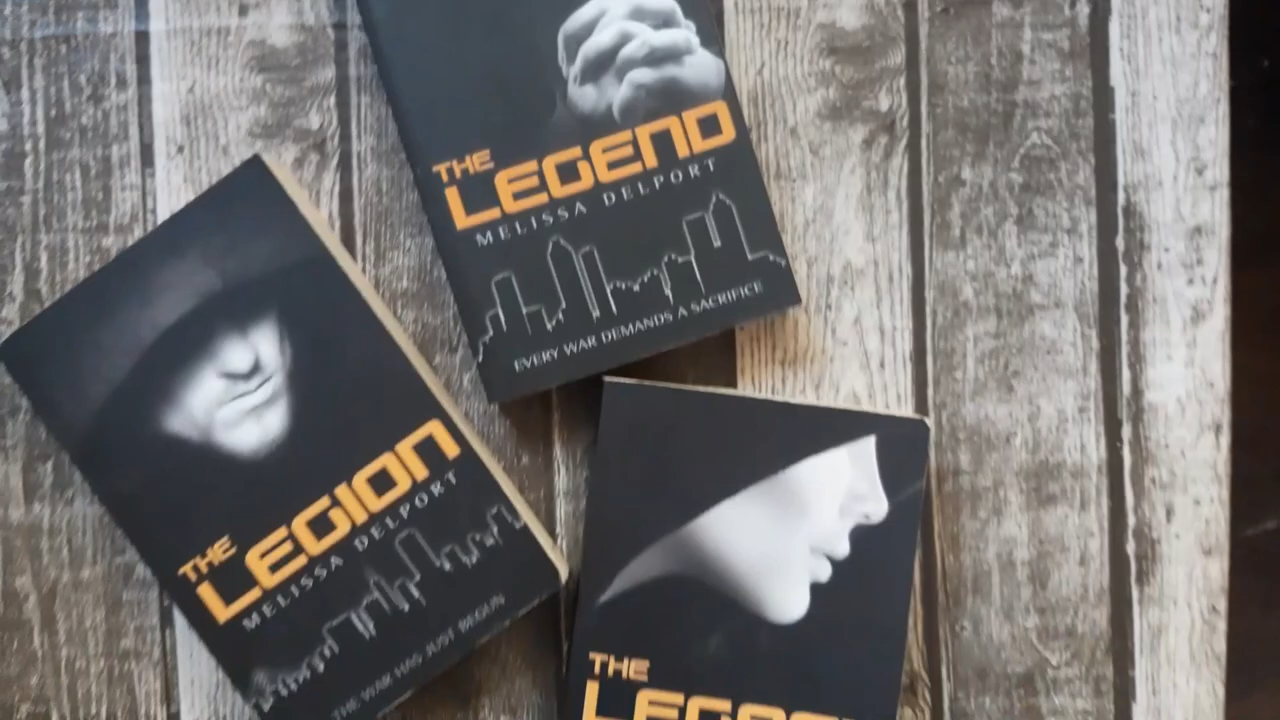 THE
LEGEND
MELISSA DELPORT
EVERY WAR DEMANDS A SACRIFICE
THE
LEGION
MELISSA DELPORT
THE WAR HAS JUST BEGUN
THE